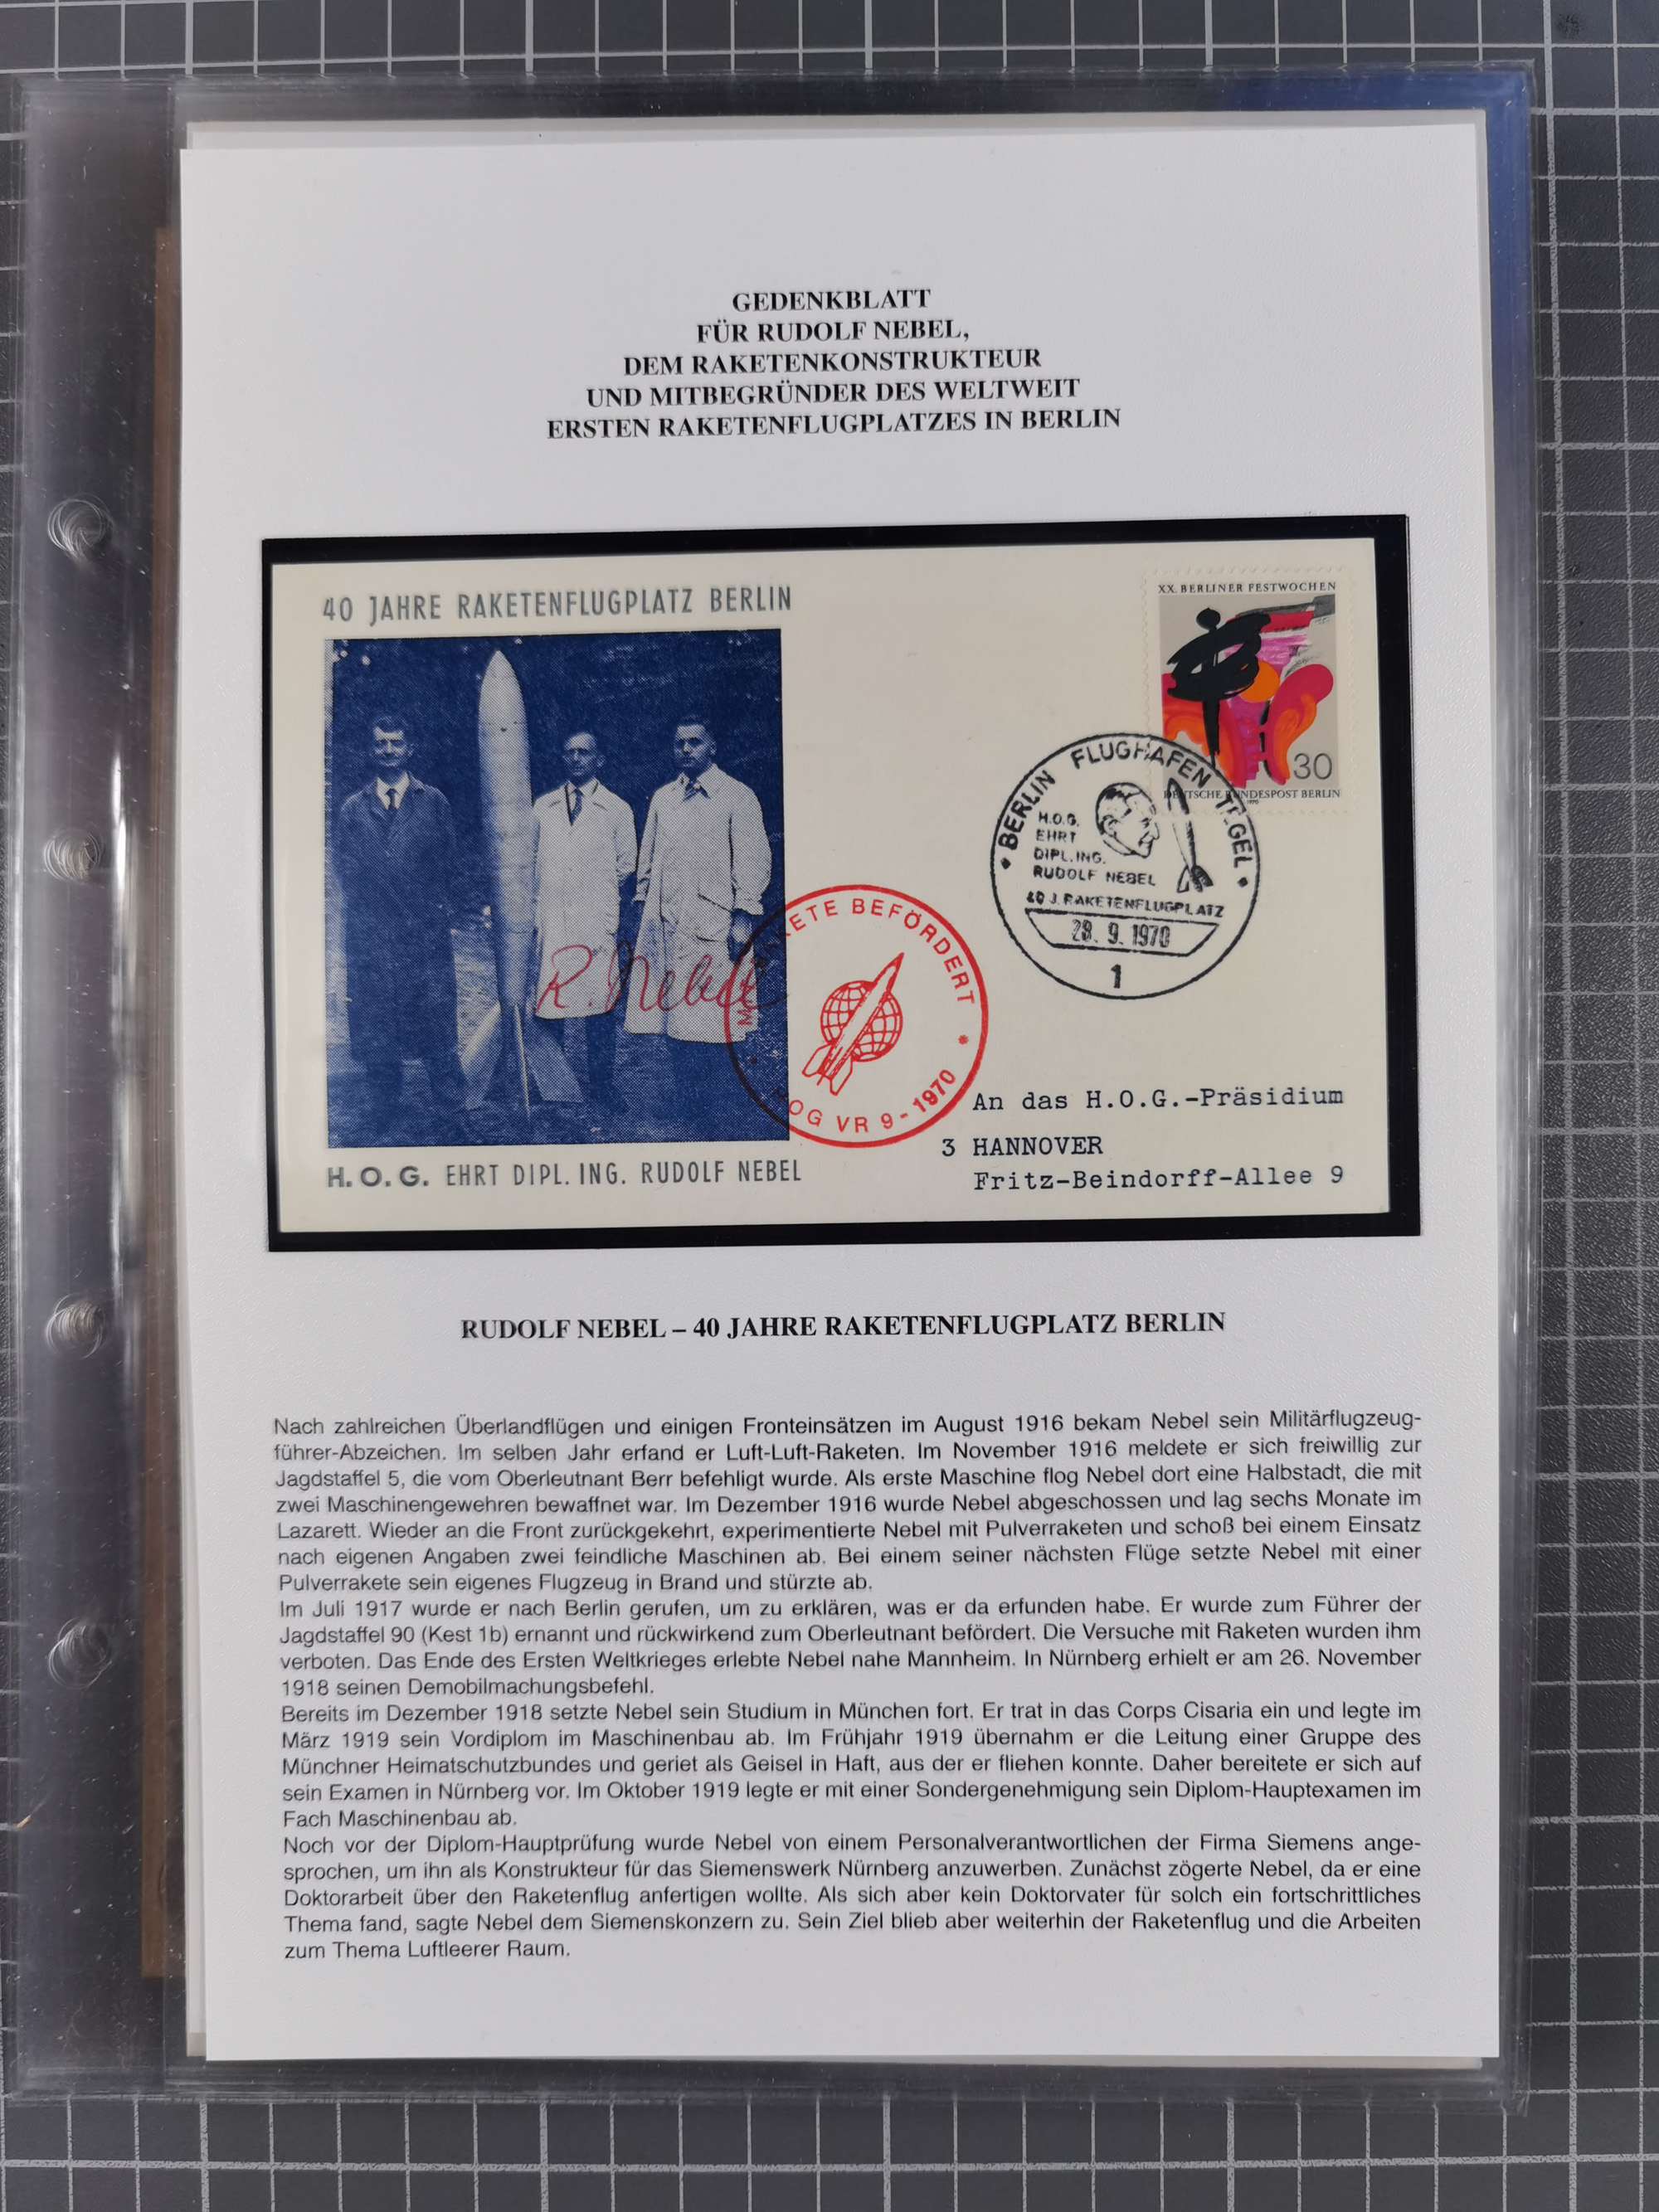 GEDENKBLATT
FÜR RUDOLF NEBEL,
DEM RAKETENKONSTRUKTEUR
UND MITBEGRÜNDER DES WELTWEIT
ERSTEN RAKETENFLUGPLATZES IN BERLIN
40 JAHRE RAKETENFLUGPLATZ BERLIN
XX. BERLINER FESTWOCHEN
30
DEUTSCHE BUNDESPOST BERLIN
1970
BERLIN FLUGHAFEN TEGEL
H.O.G.
EHRT
DIPL.ING.
RUDOLF NEBEL
40 J. RAKETENFLUGPLATZ
28. 9. 1970
1
R. Nebel
MIT RAKETE BEFÖRDERT
HOG VR 9-1970
H.O.G. EHRT DIPL. ING. RUDOLF NEBEL
An das H.O.G.-Präsidium
3 HANNOVER
Fritz-Beindorff-Allee 9
RUDOLF NEBEL – 40 JAHRE RAKETENFLUGPLATZ BERLIN
Nach zahlreichen Überlandflügen und einigen Fronteinsätzen im August 1916 bekam Nebel sein Militärflugzeug-
führer-Abzeichen. Im selben Jahr erfand er Luft-Luft-Raketen. Im November 1916 meldete er sich freiwillig zur
Jagdstaffel 5, die vom Oberleutnant Berr befehligt wurde. Als erste Maschine flog Nebel dort eine Halbstadt, die mit
zwei Maschinengewehren bewaffnet war. Im Dezember 1916 wurde Nebel abgeschossen und lag sechs Monate im
Lazarett. Wieder an die Front zurückgekehrt, experimentierte Nebel mit Pulverraketen und schoß bei einem Einsatz
nach eigenen Angaben zwei feindliche Maschinen ab. Bei einem seiner nächsten Flüge setzte Nebel mit einer
Pulverrakete sein eigenes Flugzeug in Brand und stürzte ab.
Im Juli 1917 wurde er nach Berlin gerufen, um zu erklären, was er da erfunden habe. Er wurde zum Führer der
Jagdstaffel 90 (Kest 1b) ernannt und rückwirkend zum Oberleutnant befördert. Die Versuche mit Raketen wurden ihm
verboten. Das Ende des Ersten Weltkrieges erlebte Nebel nahe Mannheim. In Nürnberg erhielt er am 26. November
1918 seinen Demobilmachungsbefehl.
Bereits im Dezember 1918 setzte Nebel sein Studium in München fort. Er trat in das Corps Cisaria ein und legte im
März 1919 sein Vordiplom im Maschinenbau ab. Im Frühjahr 1919 übernahm er die Leitung einer Gruppe des
Münchner Heimatschutzbundes und geriet als Geisel in Haft, aus der er fliehen konnte. Daher bereitete er sich auf
sein Examen in Nürnberg vor. Im Oktober 1919 legte er mit einer Sondergenehmigung sein Diplom-Hauptexamen im
Fach Maschinenbau ab.
Noch vor der Diplom-Hauptprüfung wurde Nebel von einem Personalverantwortlichen der Firma Siemens ange-
sprochen, um ihn als Konstrukteur für das Siemenswerk Nürnberg anzuwerben. Zunächst zögerte Nebel, da er eine
Doktorarbeit über den Raketenflug anfertigen wollte. Als sich aber kein Doktorvater für solch ein fortschrittliches
Thema fand, sagte Nebel dem Siemenskonzern zu. Sein Ziel blieb aber weiterhin der Raketenflug und die Arbeiten
zum Thema Luftleerer Raum.